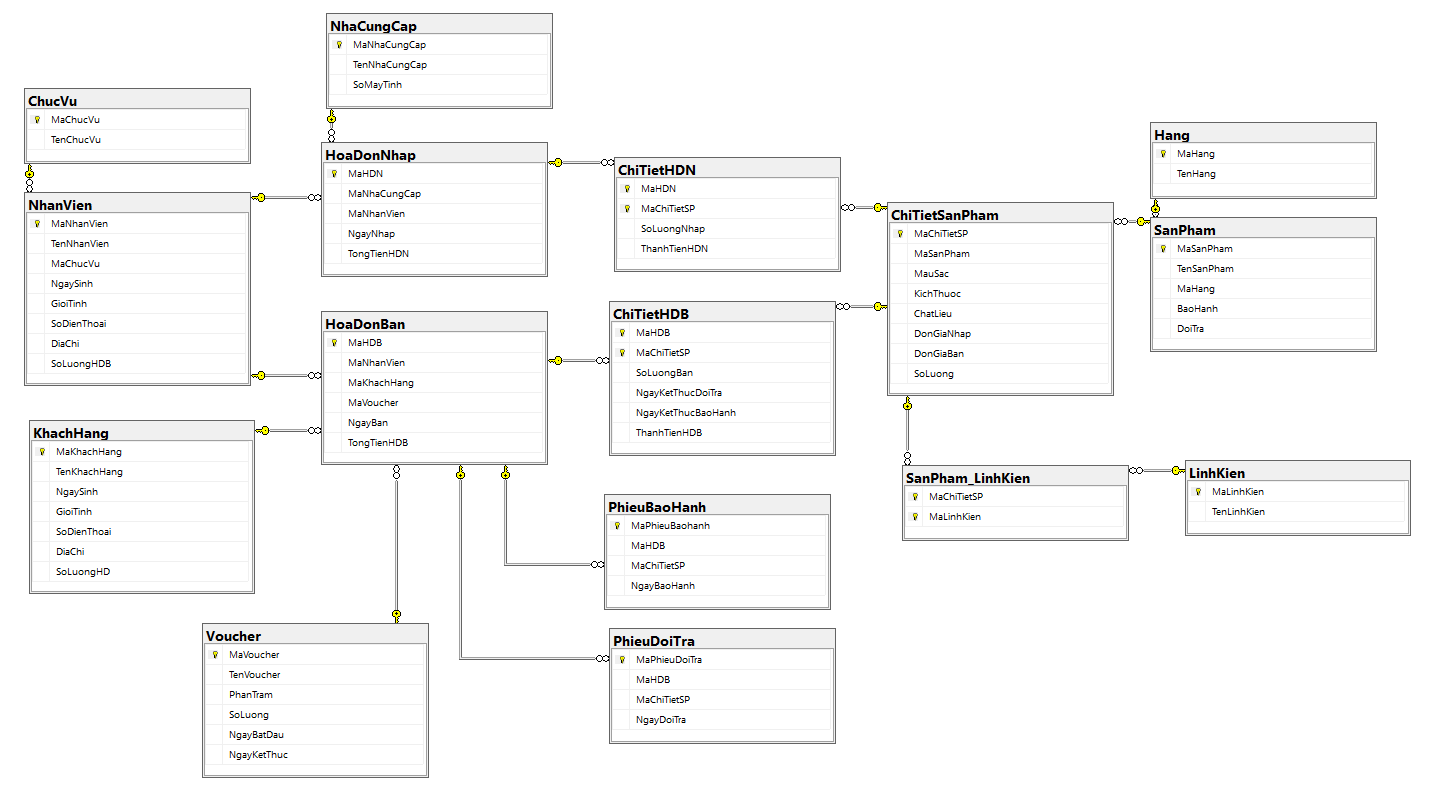 NhaCungCap
MaNhaCungCap
TenNhaCungCap
SoMayTinh
ChucVu
MaChucVu
TenChucVu
NhanVien
MaNhanVien
TenNhanVien
MaChucVu
NgaySinh
GioiTinh
SoDienThoai
DiaChi
SoLuongHDB
HoaDonNhap
MaHDN
MaNhaCungCap
MaNhanVien
NgayNhap
TongTienHDN
ChiTietHDN
MaHDN
MaChiTietSP
SoLuongNhap
ThanhTienHDN
Hang
MaHang
TenHang
ChiTietSanPham
MaChiTietSP
MaSanPham
MauSac
KichThuoc
ChatLieu
DonGiaNhap
DonGiaBan
SoLuong
SanPham
MaSanPham
TenSanPham
MaHang
BaoHanh
DoiTra
HoaDonBan
MaHDB
MaNhanVien
MaKhachHang
MaVoucher
NgayBan
TongTienHDB
ChiTietHDB
MaHDB
MaChiTietSP
SoLuongBan
NgayKetThucDoiTra
NgayKetThucBaoHanh
ThanhTienHDB
KhachHang
MaKhachHang
TenKhachHang
NgaySinh
GioiTinh
SoDienThoai
DiaChi
SoLuongHD
SanPham_LinhKien
MaChiTietSP
MaLinhKien
LinhKien
MaLinhKien
TenLinhKien
PhieuBaoHanh
MaPhieuBaohanh
MaHDB
MaChiTietSP
NgayBaoHanh
Voucher
MaVoucher
TenVoucher
PhanTram
SoLuong
NgayBatDau
NgayKetThuc
PhieuDoiTra
MaPhieuDoiTra
MaHDB
MaChiTietSP
NgayDoiTra